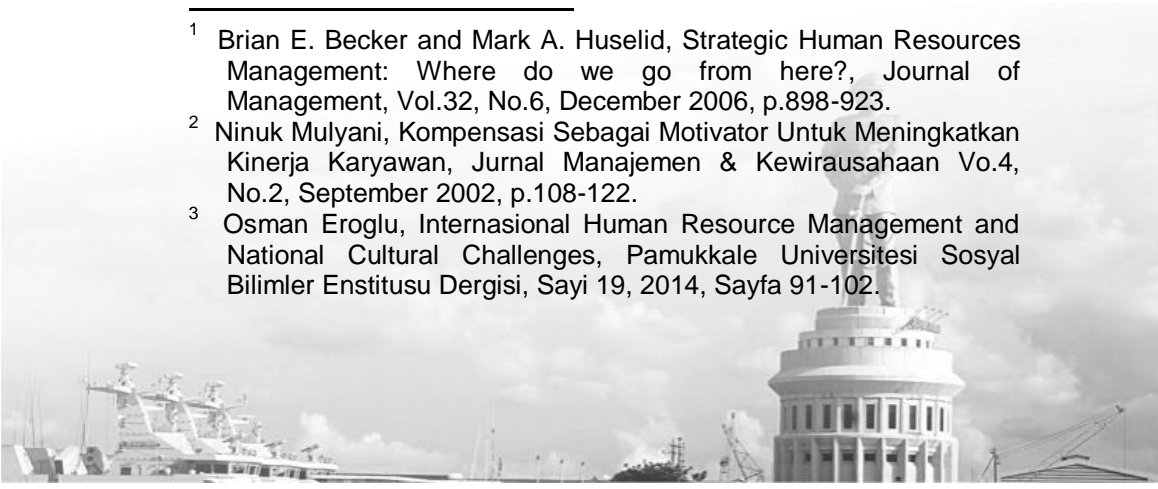 1 Brian E. Becker and Mark A. Huselid, Strategic Human Resources
Management: Where do we go from here?, Journal of
Management, Vol.32, No.6, December 2006, p.898-923.
2 Ninuk Mulyani, Kompensasi Sebagai Motivator Untuk Meningkatkan
Kinerja Karyawan, Jurnal Manajemen & Kewirausahaan Vo.4,
No.2, September 2002, p.108-122.
3 Osman Eroglu, Internasional Human Resource Management and
National Cultural Challenges, Pamukkale Universitesi Sosyal
Bilimler Enstitusu Dergisi, Sayi 19, 2014, Sayfa 91-102.